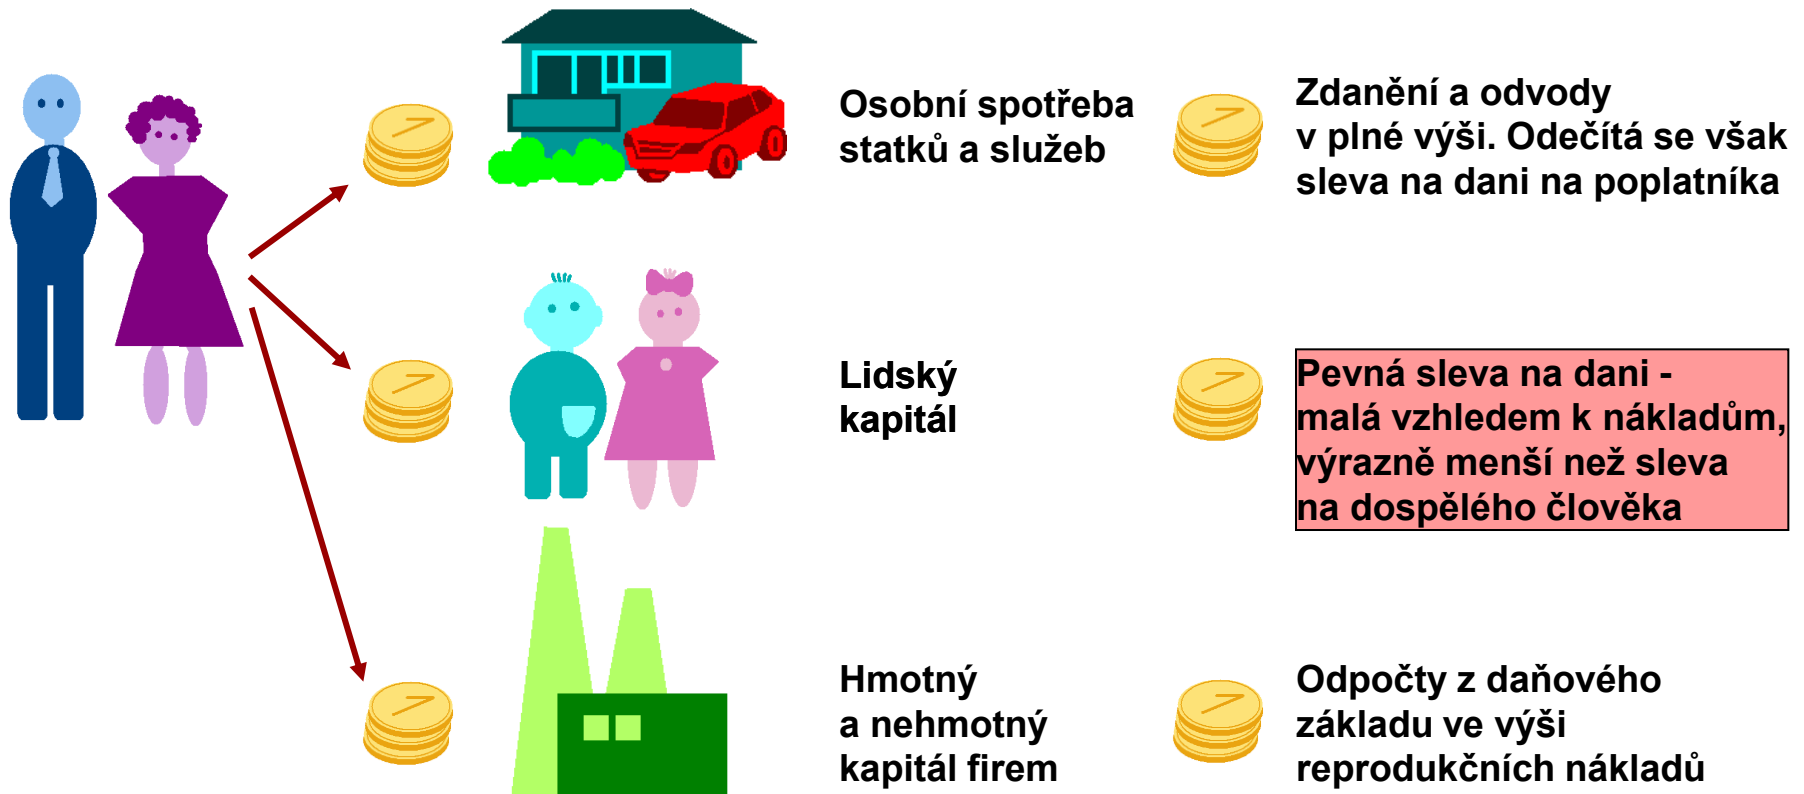 Osobní spotřeba
statků a služeb
Zdanění a odvody
v plné výši. Odečítá se však
sleva na dani na poplatníka
Lidský
kapitál
Pevná sleva na dani -
malá vzhledem k nákladům,
výrazně menší než sleva
na dospělého člověka
Hmotný
a nehmotný
kapitál firem
Odpočty z daňového
základu ve výši
reprodukčních nákladů